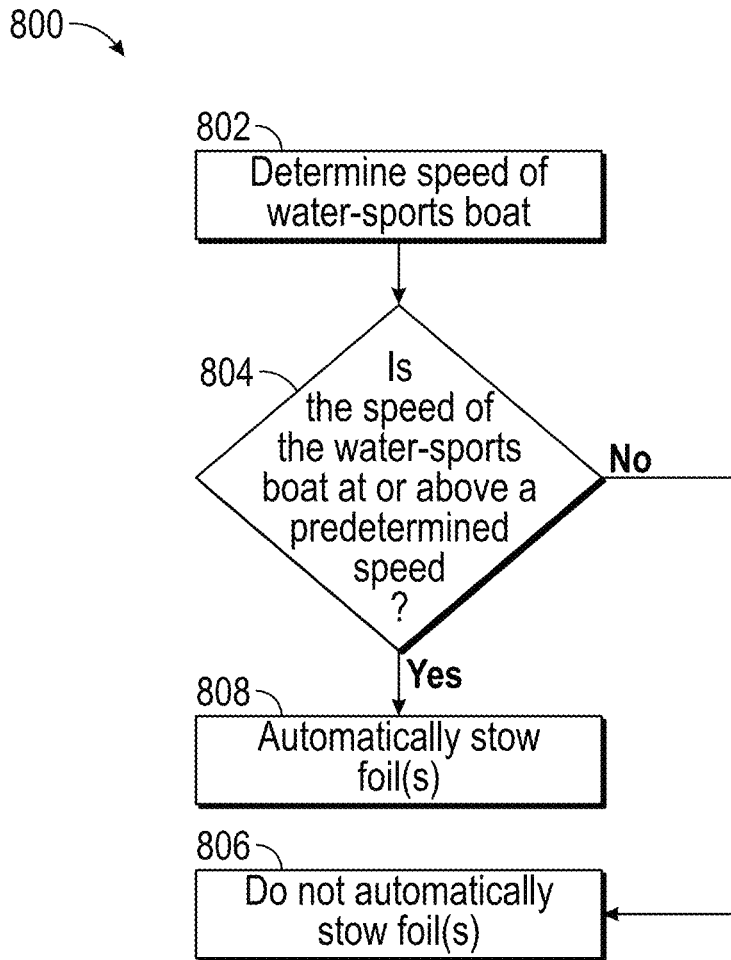 800
802
Determine speed of
water-sports boat
804
Is
the speed of
the water-sports
boat at or above a
predetermined
speed
?
No
Yes
808
Automatically stow
foil(s)
806
Do not automatically
stow foil(s)